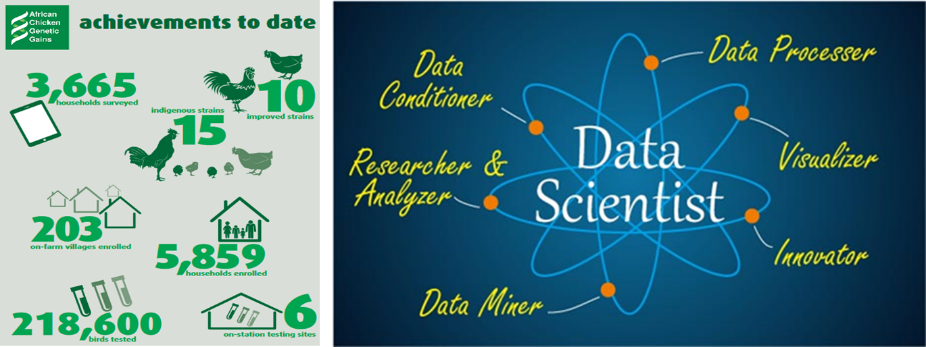 African
Chicken
Genetic
Gains
achievements to date
3,665
households surveyed
10
improved strains
indigenous strains
15
203
on-farm villages enrolled
5,859
households enrolled
218,600
birds tested
6
on-station testing sites
Data
Conditioner
Data Processer
Researcher &
Analyzer
Data
Scientist
Visualizer
Innovator
Data Miner